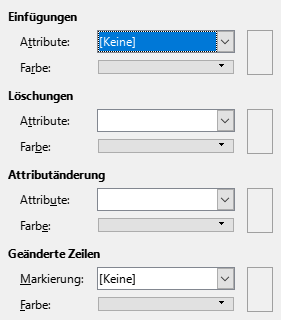 Einfügungen
Attribute: [Keine]
Farbe:
Löschungen
Attribute:
Farbe:
Attributänderung
Attribute:
Farbe:
Geänderte Zeilen
Markierung: [Keine]
Farbe: